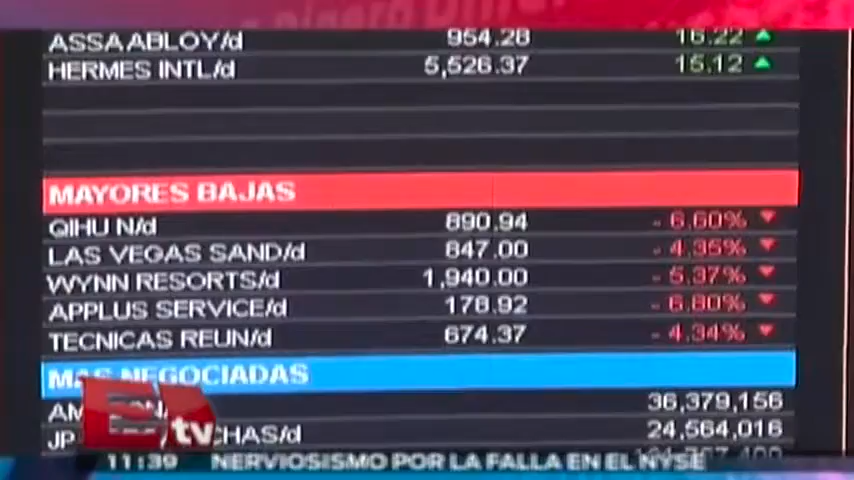 ASSA ABLOY/d 954.28 16.22
HERMES INTL/d 5,526.37 15.12
MAYORES BAJAS
QIHU N/d 890.94 - 6.60%
LAS VEGAS SAND/d 847.00 - 4.35%
WYNN RESORTS/d 1,940.00 - 5.37%
APPLUS SERVICE/d 178.92 - 6.80%
TECNICAS REUN/d 674.37 - 4.34%
MAS NEGOCIADAS
36,379,156
JP 24,564,016
tv
11:39 NERVIOSISMO POR LA FALLA EN EL NYSE